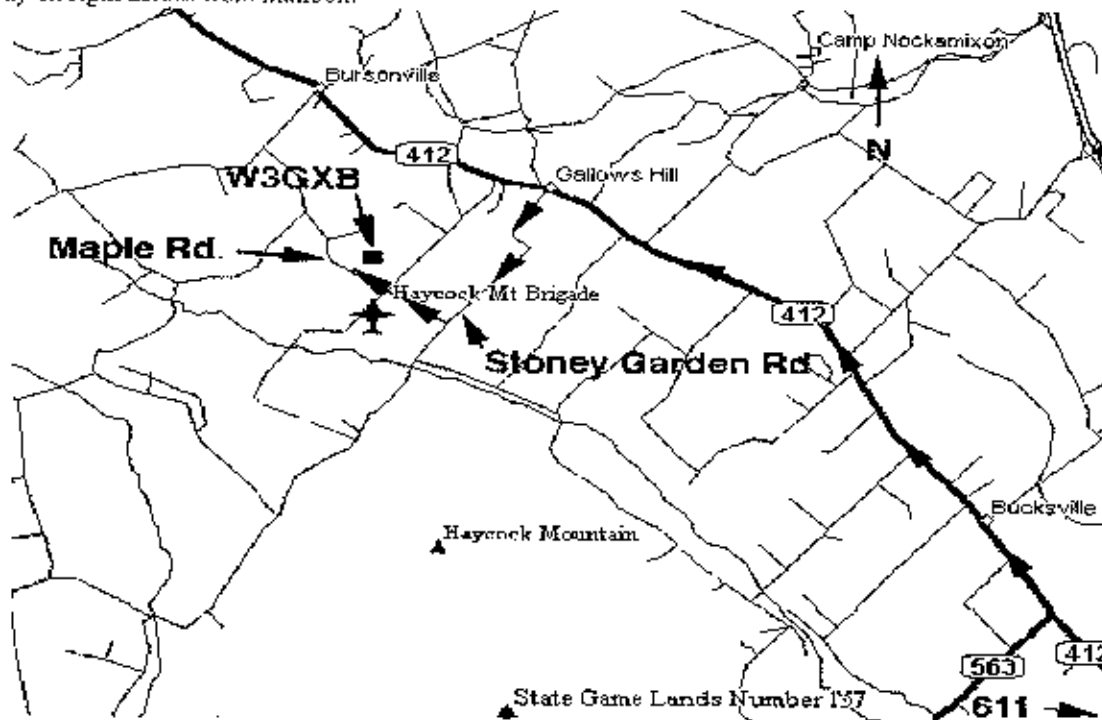 Camp Nockamixon
Bursonville
412
N
W3GXB
Gallows Hill
Maple Rd.
Haycock Mt Brigade
412
Stoney Garden Rd
Bucksville
Haycock Mountain
563
412
State Game Lands Number 157
611